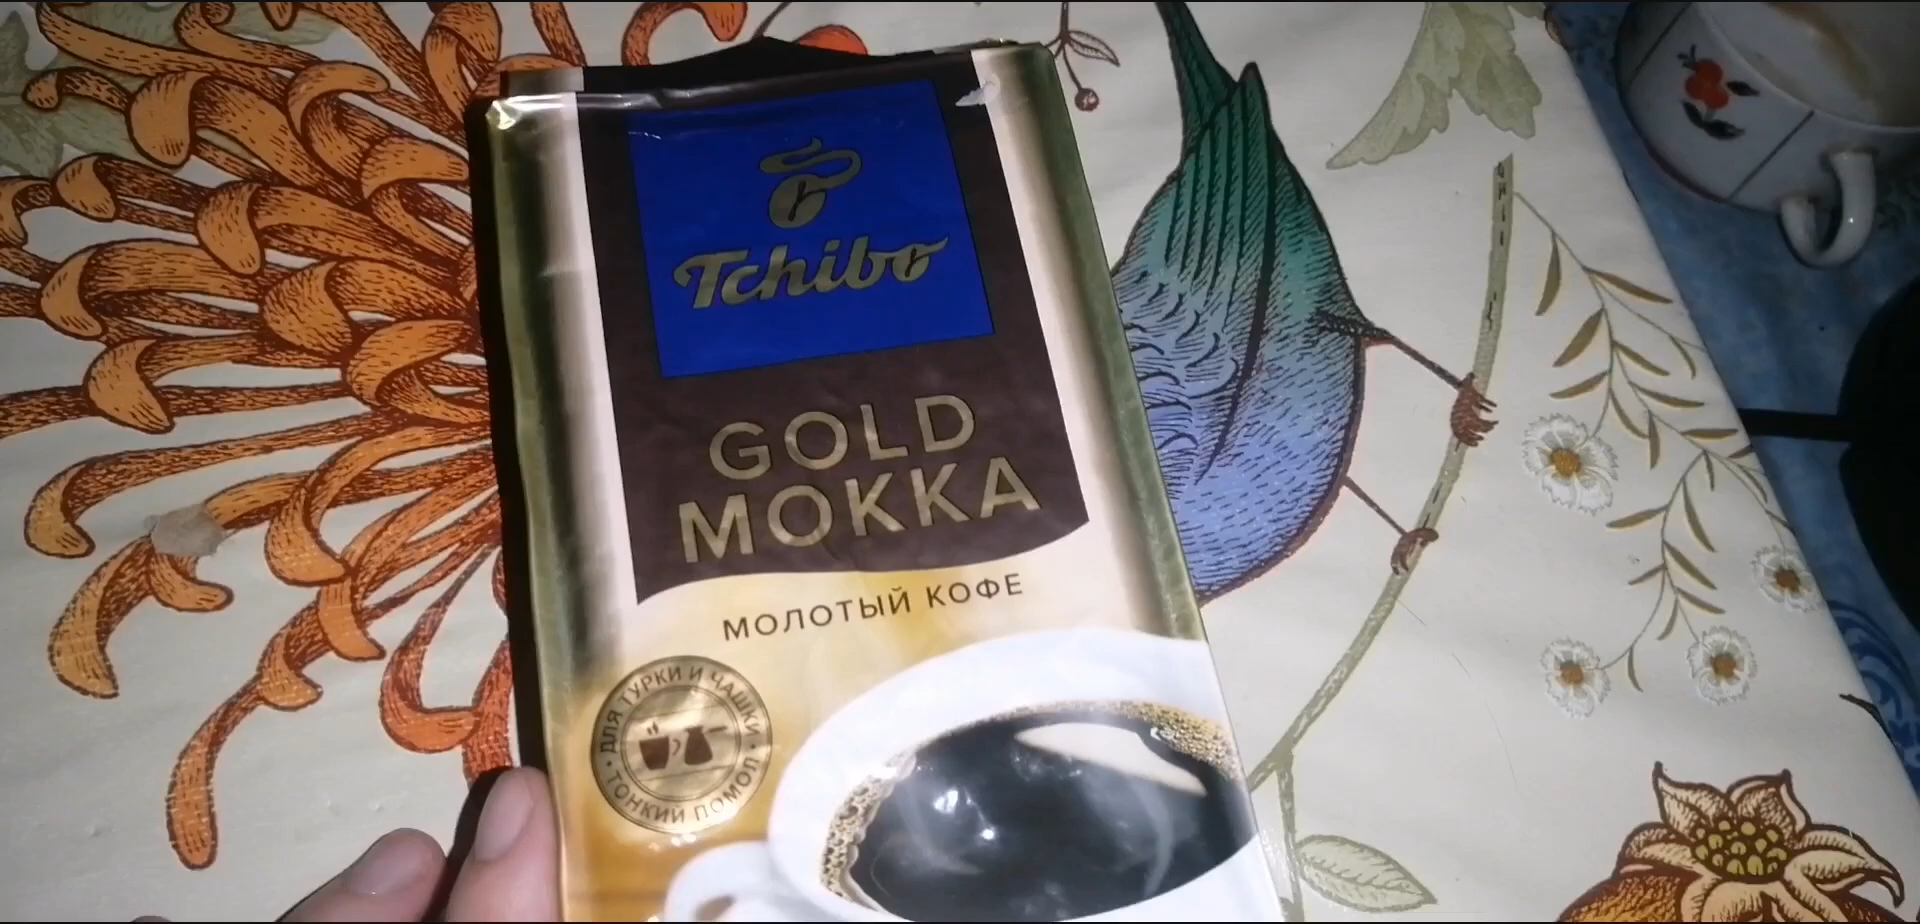 Tchibo
GOLD
MOKKA
МОЛОТЫЙ КОФЕ
ДЛЯ ТУРКИ И ЧАШКИ
ТОНКИЙ ПОМОЛ